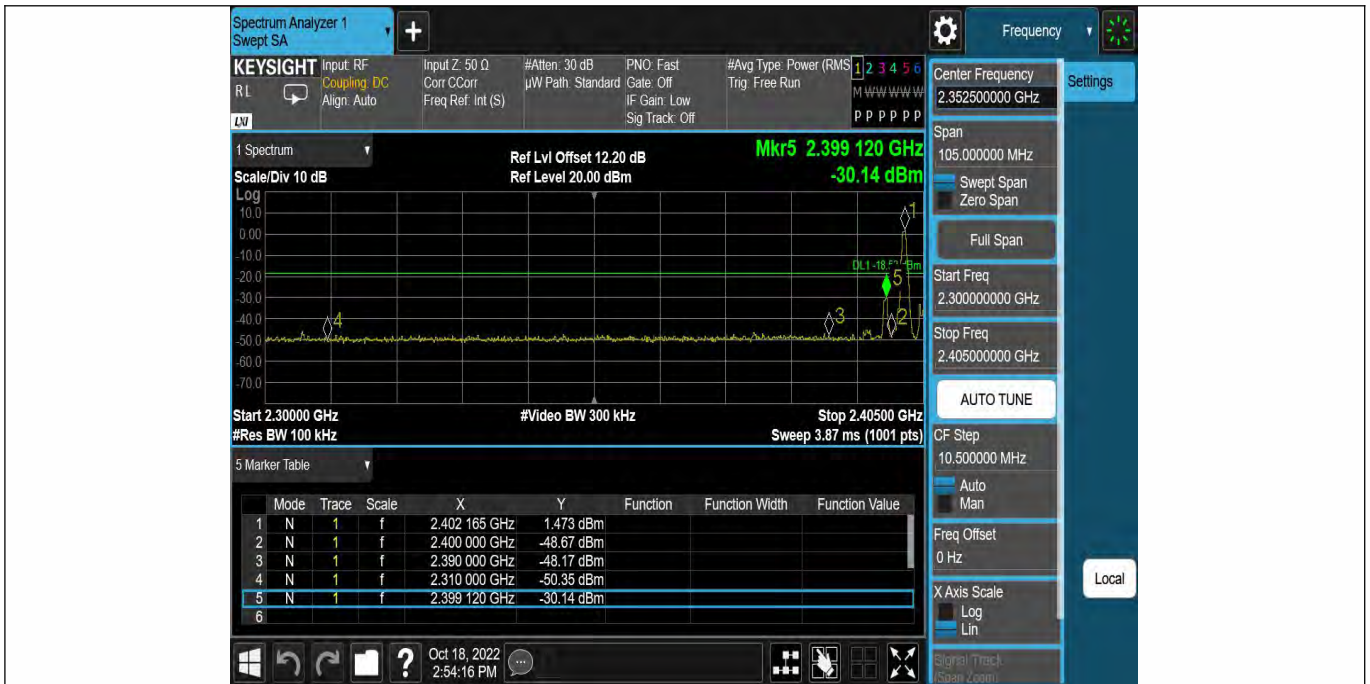 Spectrum Analyzer 1
Swept SA
+
Frequency
KEYSIGHT
RL
LXI
Input: RF
Coupling: DC
Align: Auto
Input Z: 50 Ω
Corr CCorr
Freq Ref: Int (S)
#Atten: 30 dB
µW Path: Standard
PNO: Fast
Gate: Off
IF Gain: Low
Sig Track: Off
#Avg Type: Power (RMS
Trig: Free Run
1 2 3 4 5 6
M W W W W W
P P P P P P
1 Spectrum
Scale/Div 10 dB
Ref Lvl Offset 12.20 dB
Ref Level 20.00 dBm
Mkr5 2.399 120 GHz
-30.14 dBm
Log
10.0
0.00
-10.0
-20.0
-30.0
-40.0
-50.0
-60.0
-70.0
1
5
4
3
2
Start 2.30000 GHz
#Video BW 300 kHz
Stop 2.40500 GHz
#Res BW 100 kHz
Sweep 3.87 ms (1001 pts)
5 Marker Table
Mode Trace Scale X Y Function Function Width Function Value
1 N 1 f 2.402 165 GHz 1.473 dBm
2 N 1 f 2.400 000 GHz -48.67 dBm
3 N 1 f 2.390 000 GHz -48.17 dBm
4 N 1 f 2.310 000 GHz -50.35 dBm
5 N 1 f 2.399 120 GHz -30.14 dBm
6
?
Oct 18, 2022
2:54:16 PM
Center Frequency
2.352500000 GHz
Settings
Span
105.000000 MHz
Swept Span
Zero Span
Full Span
Start Freq
2.300000000 GHz
Stop Freq
2.405000000 GHz
AUTO TUNE
CF Step
10.500000 MHz
Auto
Man
Freq Offset
0 Hz
Local
X Axis Scale
Log
Lin
Signal Track
(Span Zoom)